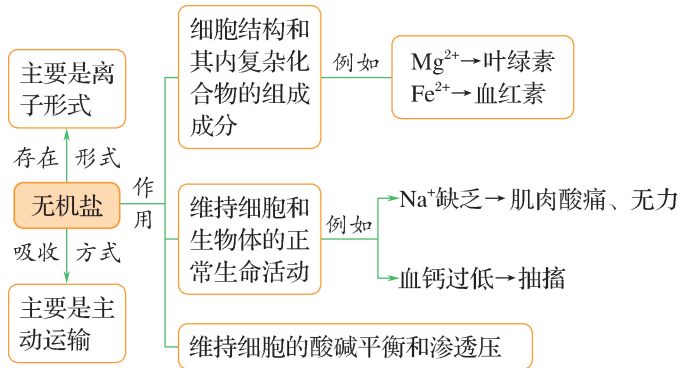 主要是离
子形式
存在 形式
无机盐
吸收 方式
主要是主
动运输
作
用
细胞结构和
其内复杂化
合物的组成
成分
例如
Mg²⁺→叶绿素
Fe²⁺→血红素
维持细胞和
生物体的正
常生命活动
例如
Na⁺缺乏→肌肉酸痛、无力
血钙过低→抽搐
维持细胞的酸碱平衡和渗透压